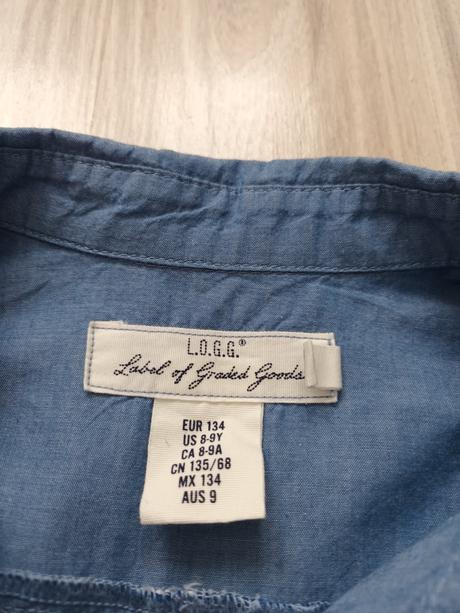 L.O.G.G.®
Label of Graded Goods
EUR 134
US 8-9Y
CA 8-9A
CN 135/68
MX 134
AUS 9